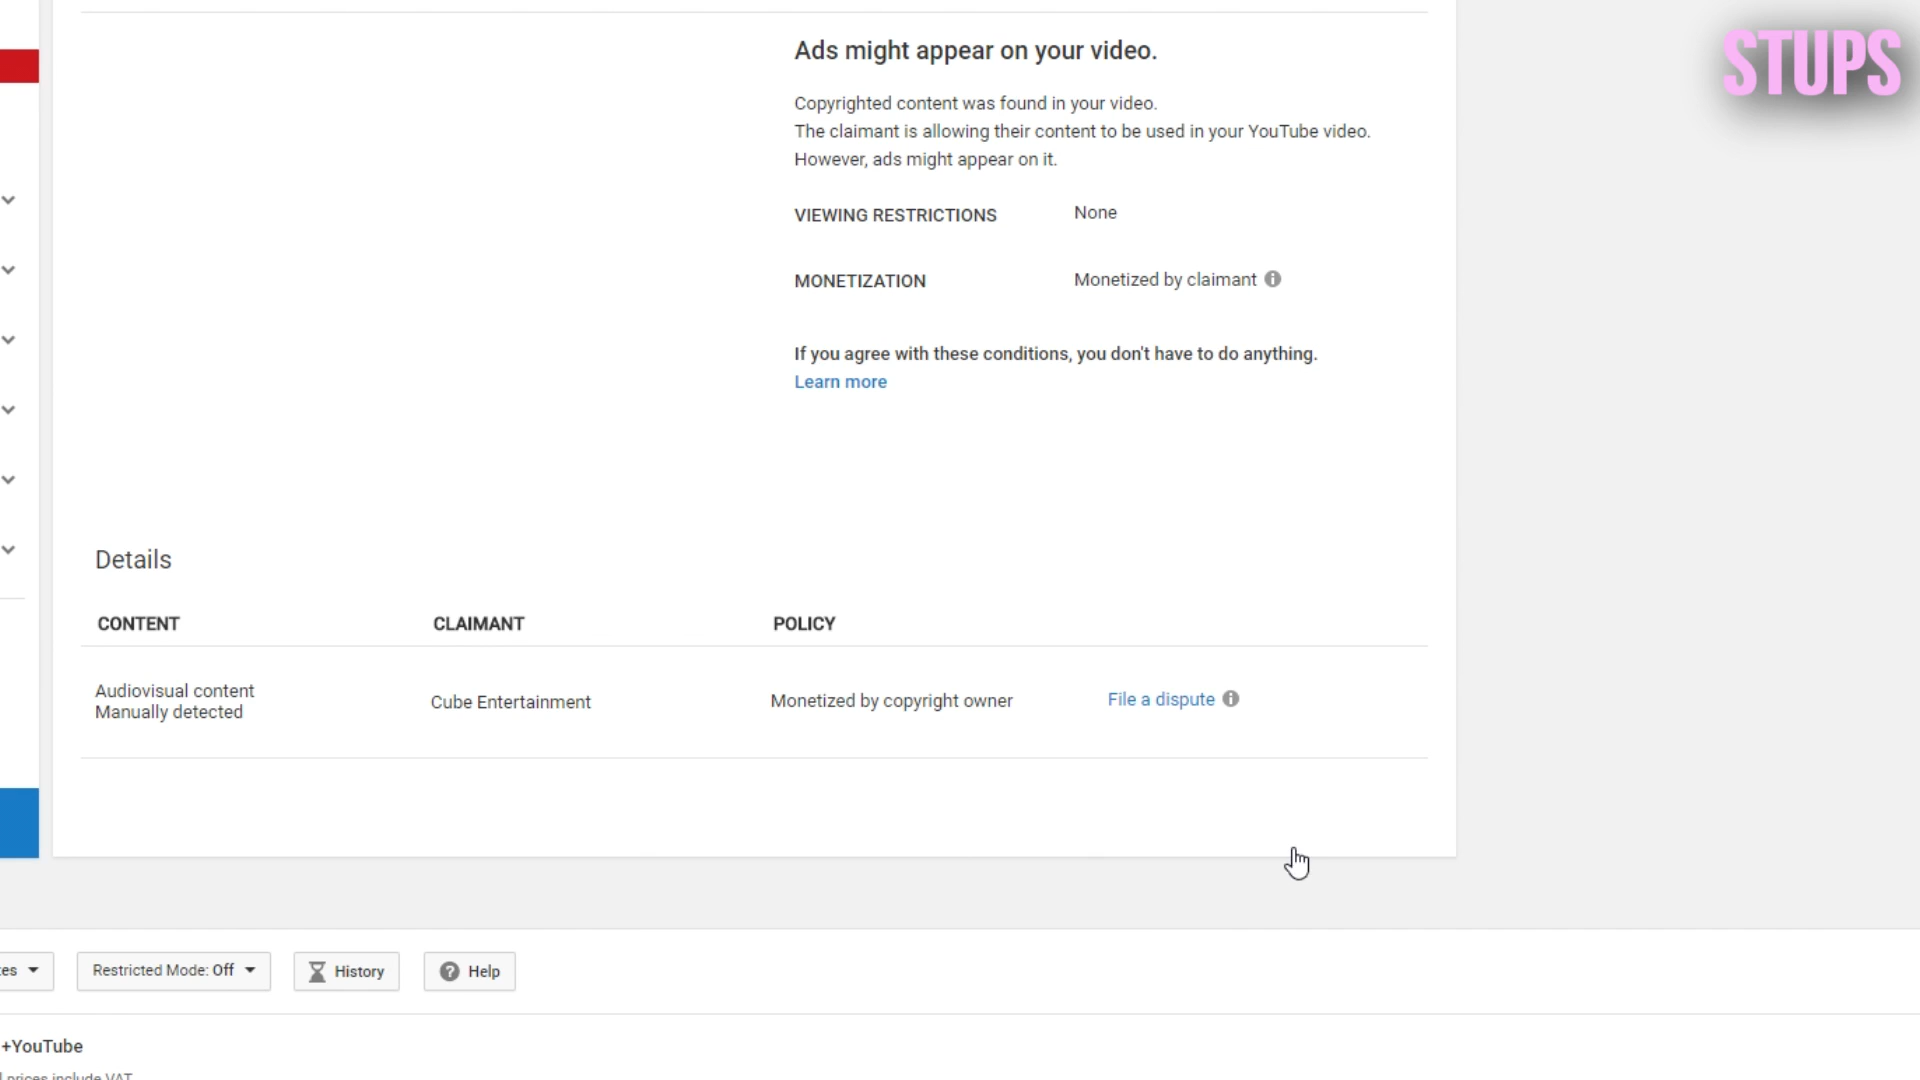 STUPS
Ads might appear on your video.
Copyrighted content was found in your video.
The claimant is allowing their content to be used in your YouTube video.
However, ads might appear on it.
VIEWING RESTRICTIONS None
MONETIZATION Monetized by claimant
If you agree with these conditions, you don't have to do anything.
Learn more
Details
CONTENT CLAIMANT POLICY
Audiovisual content
Manually detected
Cube Entertainment
Monetized by copyright owner
File a dispute
Restricted Mode: Off
History
Help
+YouTube
prices include VAT